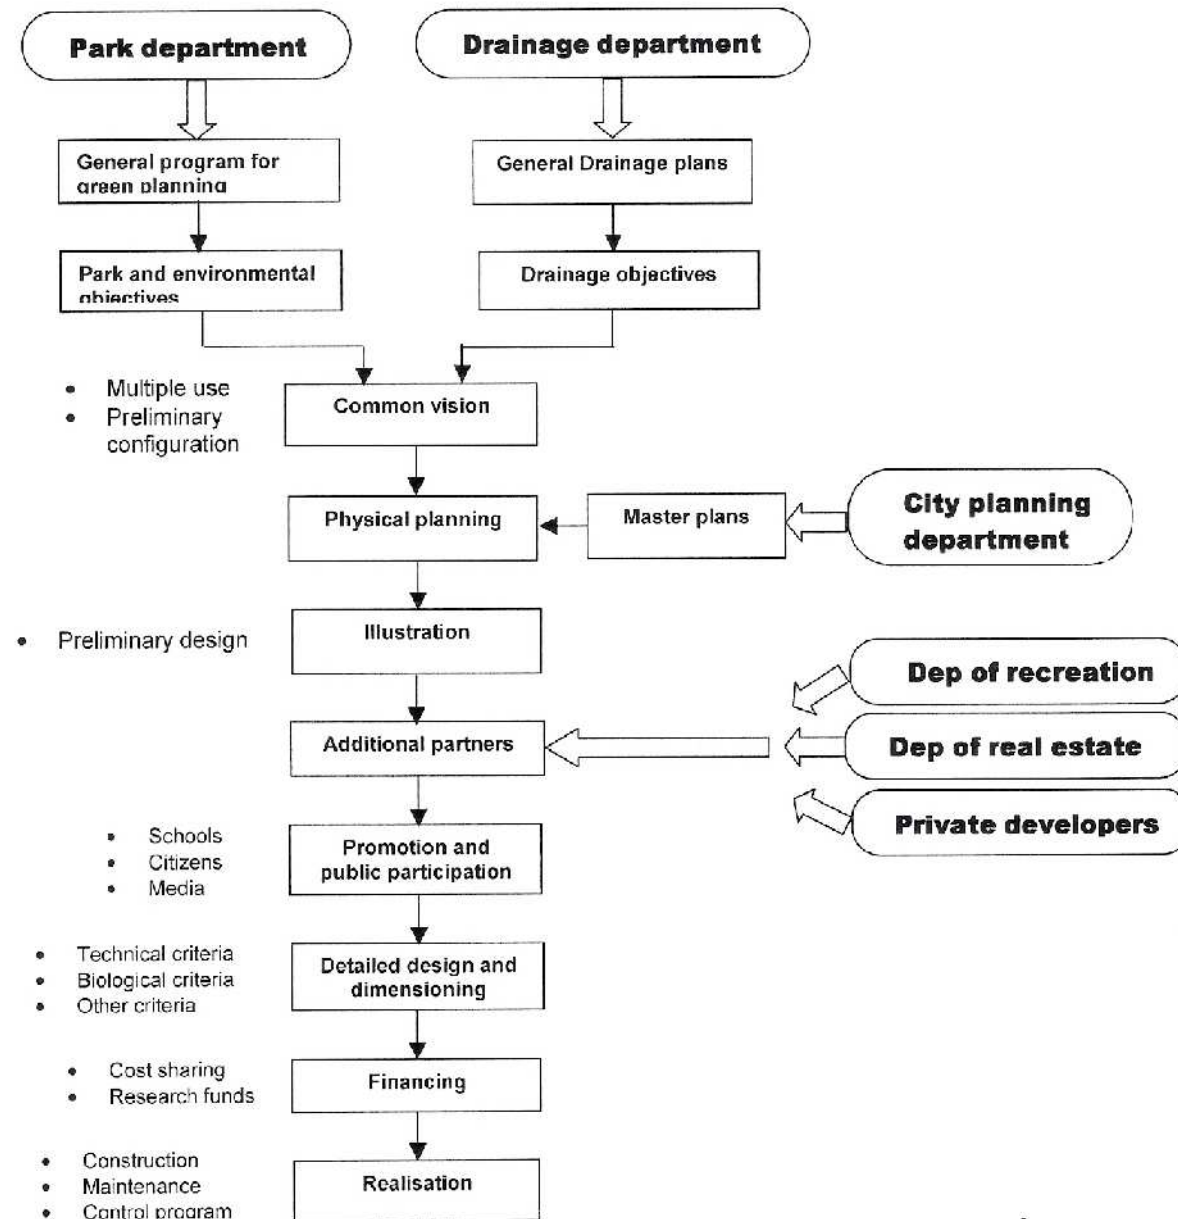 Park department
Drainage department
General program for
green planning
General Drainage plans
Park and environmental
objectives
Drainage objectives
• Multiple use
• Preliminary
configuration
Common vision
Physical planning
Master plans
City planning
department
• Preliminary design
Illustration
Dep of recreation
Additional partners
Dep of real estate
Private developers
• Schools
• Citizens
• Media
Promotion and
public participation
• Technical criteria
• Biological criteria
• Other criteria
Detailed design and
dimensioning
• Cost sharing
• Research funds
Financing
• Construction
• Maintenance
• Control program
Realisation